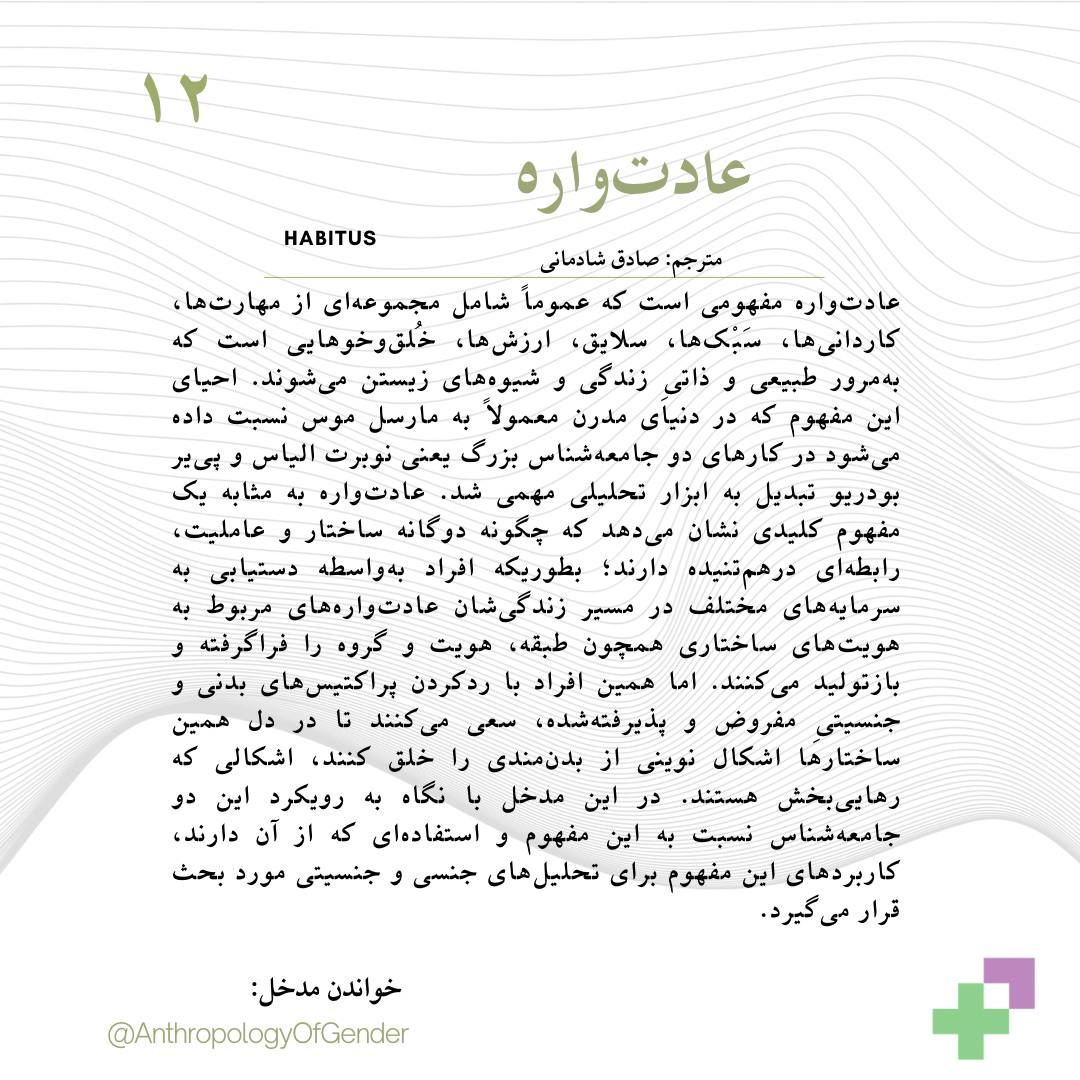 ۱۲
عادت‌واره
HABITUS
مترجم: صادق شادمانی
عادت‌واره مفهومی است که عموماً شامل مجموعه‌ای از مهارت‌ها،
کاردانی‌ها، سَبْک‌ها، سلایق، ارزش‌ها، خُلق‌وخوهایی است که
به‌مرور طبیعی و ذاتیِ زندگی و شیوه‌های زیستن می‌شوند. احیای
این مفهوم که در دنیای مدرن معمولاً به مارسل موس نسبت داده
می‌شود در کارهای دو جامعه‌شناس بزرگ یعنی نوبرت الیاس و پی‌یر
بودریو تبدیل به ابزار تحلیلی مهمی شد. عادت‌واره به مثابه یک
مفهوم کلیدی نشان می‌دهد که چگونه دوگانه ساختار و عاملیت،
رابطه‌ای درهم‌تنیده دارند؛ بطوریکه افراد به‌واسطه دستیابی به
سرمایه‌های مختلف در مسیر زندگی‌شان عادت‌واره‌های مربوط به
هویت‌های ساختاری همچون طبقه، هویت و گروه را فراگرفته و
بازتولید می‌کنند. اما همین افراد با ردکردن پراکتیس‌های بدنی و
جنسیتیِ مفروض و پذیرفته‌شده، سعی می‌کنند تا در دل همین
ساختارها اشکال نوینی از بدن‌مندی را خلق کنند، اشکالی که
رهایی‌بخش هستند. در این مدخل با نگاه به رویکرد این دو
جامعه‌شناس نسبت به این مفهوم و استفاده‌ای که از آن دارند،
کاربردهای این مفهوم برای تحلیل‌های جنسی و جنسیتی مورد بحث
قرار می‌گیرد.
خواندن مدخل:
@AnthropologyOfGender